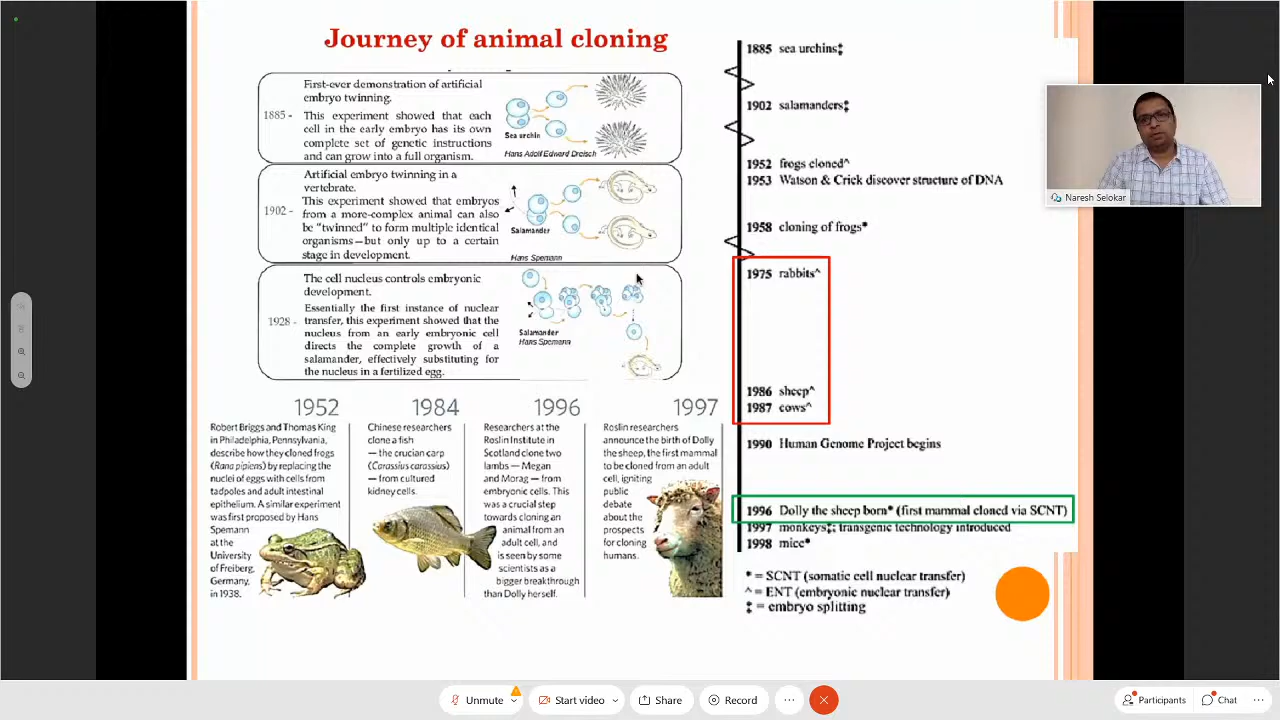 Journey of animal cloning
First-ever demonstration of artificial
embryo twinning.
1885 -
This experiment showed that each
cell in the early embryo has its own
complete set of genetic instructions
and can grow into a full organism.
Sea urchin
Hans Adolf Edward Dreisch
Artificial embryo twinning in a
vertebrate.
1902 -
This experiment showed that embryos
from a more-complex animal can also
be "twinned" to form multiple identical
organisms—but only up to a certain
stage in development.
Salamander
Hans Spemann
The cell nucleus controls embryonic
development.
1928 -
Essentially the first instance of nuclear
transfer, this experiment showed that the
nucleus from an early embryonic cell
directs the complete growth of a
salamander, effectively substituting for
the nucleus in a fertilized egg.
Salamander
Hans Spemann
1952
Robert Briggs and Thomas King
in Philadelphia, Pennsylvania,
describe how they cloned frogs
(Rana pipiens) by replacing the
nuclei of eggs with cells from
tadpoles and adult intestinal
epithelium. A similar experiment
was first proposed by Hans
Spemann
at the
University
of Freiberg,
Germany,
in 1938.
1984
Chinese researchers
clone a fish
— the crucian carp
(Carassius carassius)
— from cultured
kidney cells.
1996
Researchers at the
Roslin Institute in
Scotland clone two
lambs — Megan
and Morag — from
embryonic cells. This
was a crucial step
towards cloning an
animal from an
adult cell, and
is seen by some
scientists as a
bigger breakthrough
than Dolly herself.
1997
Roslin researchers
announce the birth of Dolly
the sheep, the first mammal
to be cloned from an adult
cell, igniting
public
debate
about the
prospects
for cloning
humans.
1885 sea urchins‡
1902 salamanders‡
1952 frogs cloned^
1953 Watson & Crick discover structure of DNA
1958 cloning of frogs*
1975 rabbits^
1986 sheep^
1987 cows^
1990 Human Genome Project begins
1996 Dolly the sheep born* (first mammal cloned via SCNT)
1997 monkeys‡; transgenic technology introduced
1998 mice*
* = SCNT (somatic cell nuclear transfer)
^ = ENT (embryonic nuclear transfer)
‡ = embryo splitting
Naresh Selokar
Unmute
Start video
Share
Record
Participants
Chat